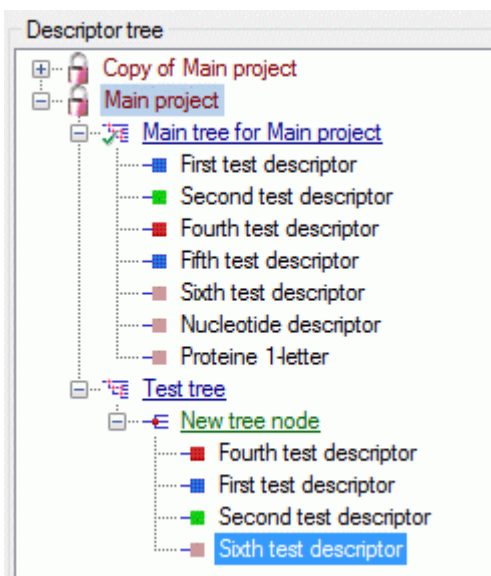 Descriptor tree
Copy of Main project
Main project
Main tree for Main project
First test descriptor
Second test descriptor
Fourth test descriptor
Fifth test descriptor
Sixth test descriptor
Nucleotide descriptor
Proteine 1-letter
Test tree
New tree node
Fourth test descriptor
First test descriptor
Second test descriptor
Sixth test descriptor